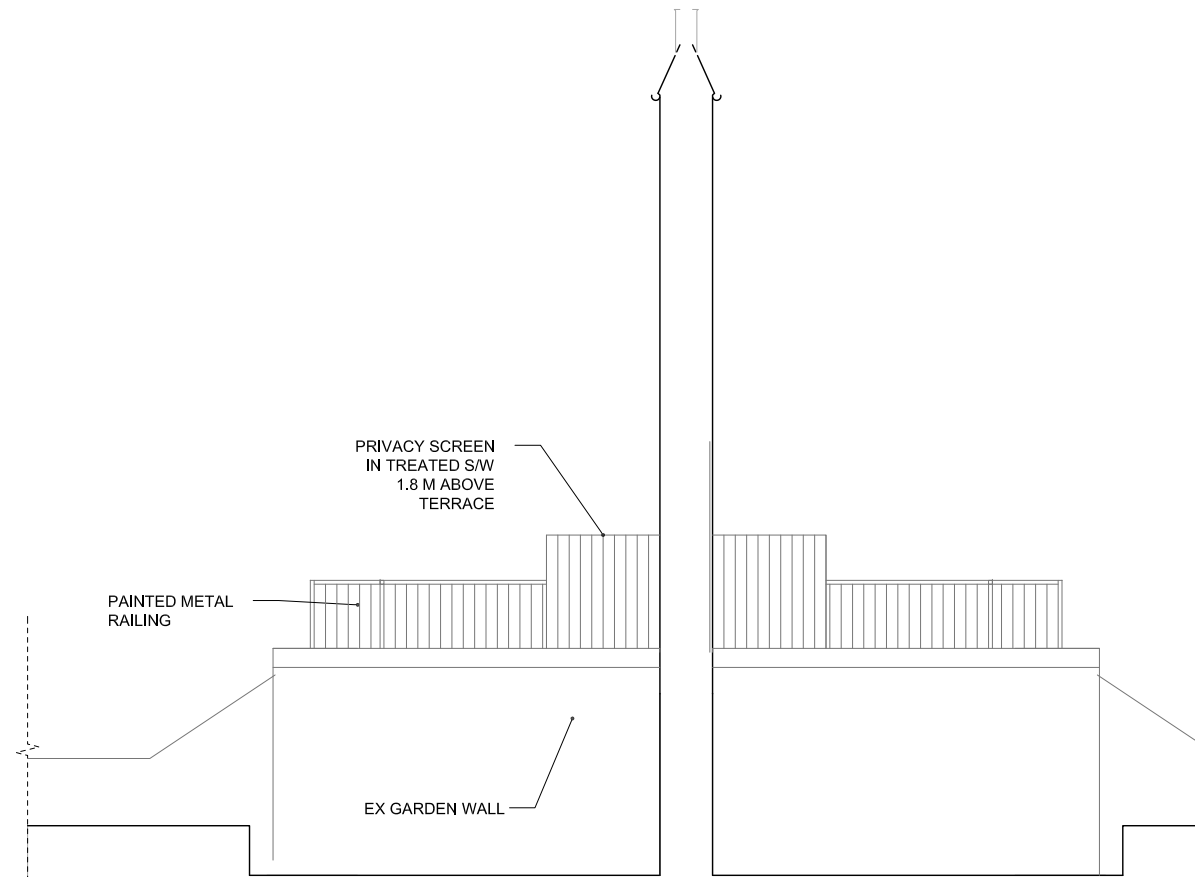 PRIVACY SCREEN
IN TREATED S/W
1.8 M ABOVE
TERRACE
PAINTED METAL
RAILING
EX GARDEN WALL